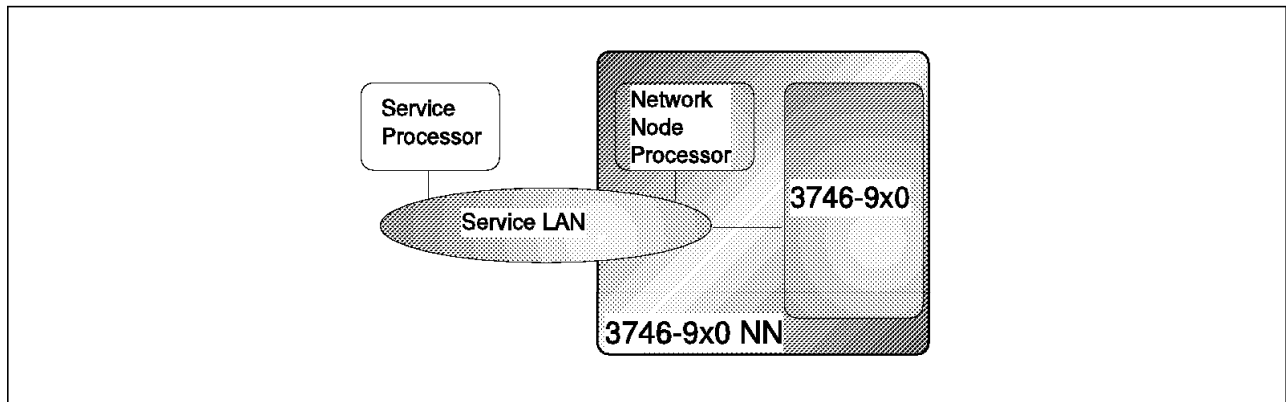 Service
Processor
Network
Node
Processor
3746-9x0
Service LAN
3746-9x0 NN